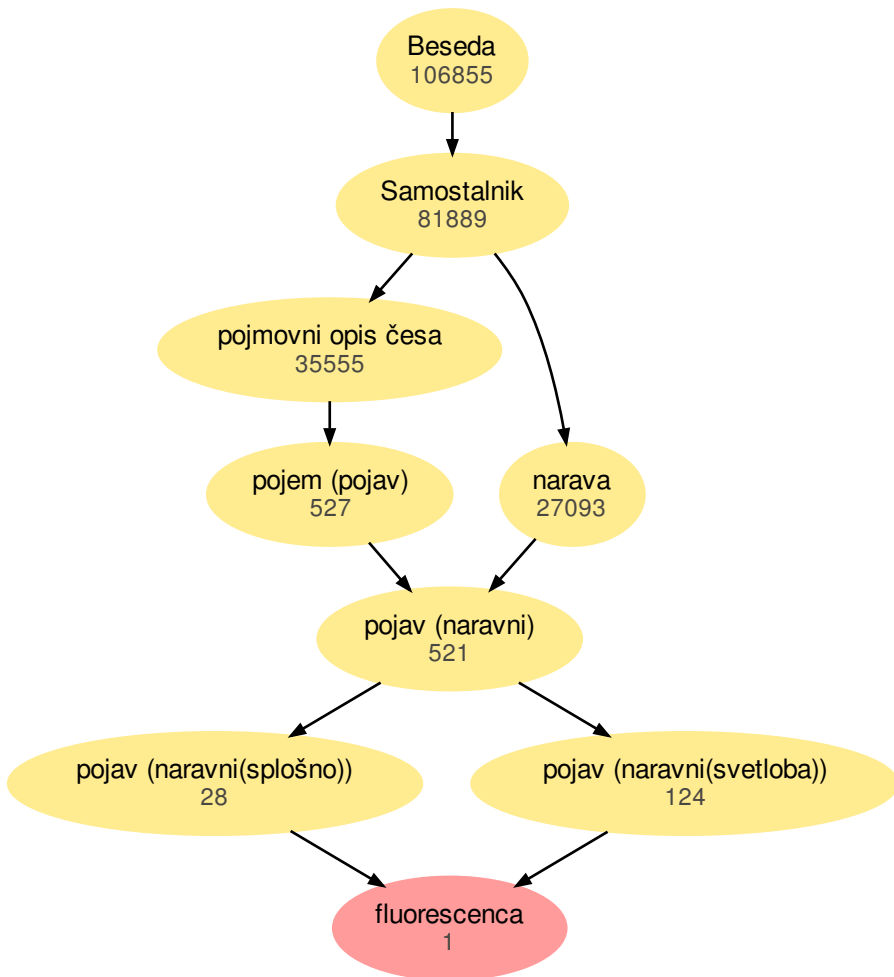 Beseda
106855
Samostalnik
81889
pojmovni opis česa
35555
pojem (pojav)
527
narava
27093
pojav (naravni)
521
pojav (naravni(splošno))
28
pojav (naravni(svetloba))
124
fluorescenca
1